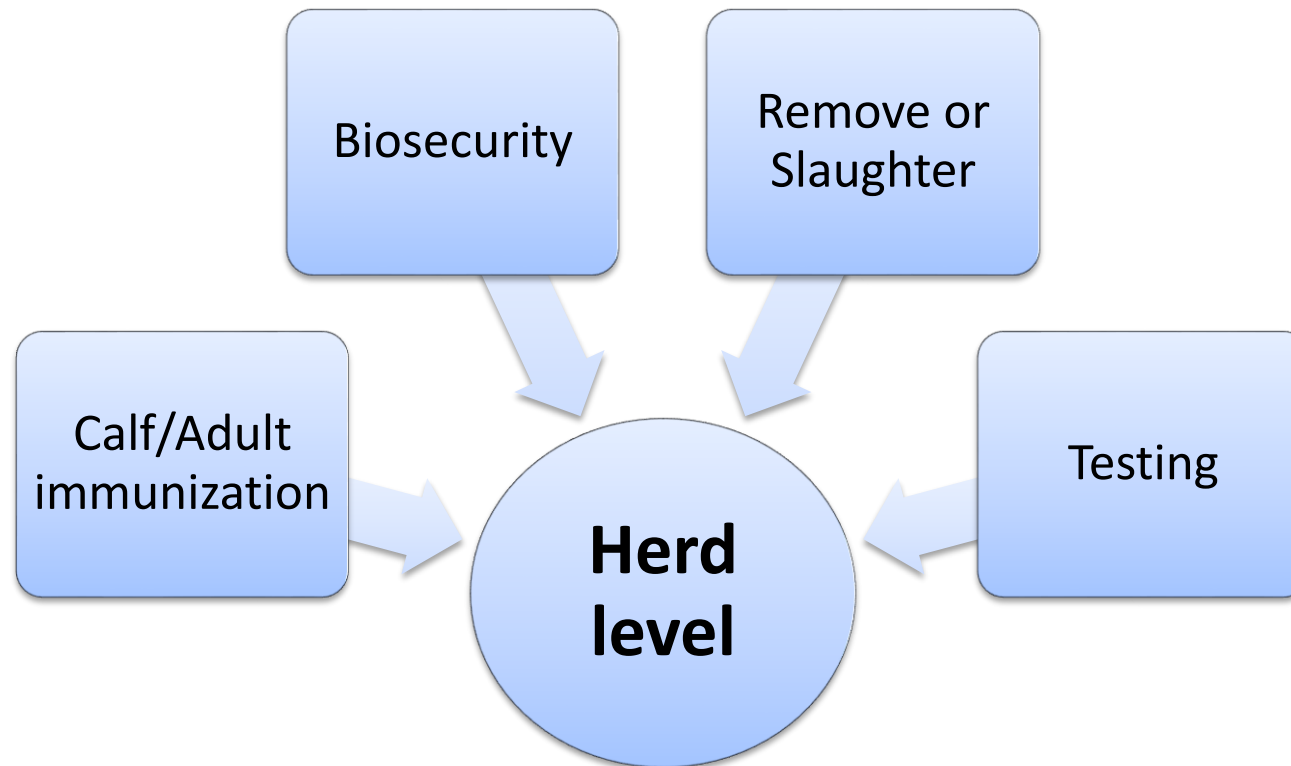 Biosecurity
Remove or
Slaughter
Calf/Adult
immunization
Testing
Herd
level